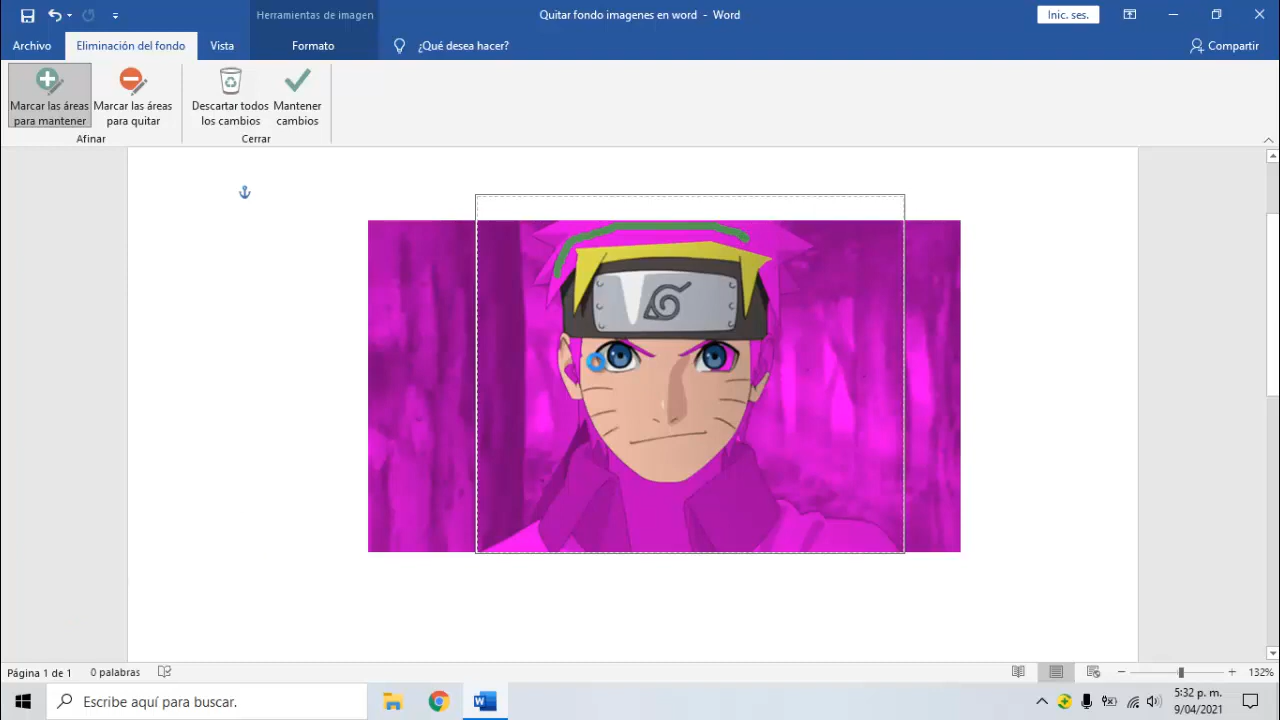 Herramientas de imagen
Quitar fondo imagenes en word - Word
Inic. ses.
Archivo
Eliminación del fondo
Vista
Formato
¿Qué desea hacer?
Compartir
Marcar las áreas para mantener
Marcar las áreas para quitar
Descartar todos los cambios
Mantener cambios
Afinar
Cerrar
Página 1 de 1
0 palabras
132%
Escribe aquí para buscar.
5:32 p. m.
9/04/2021